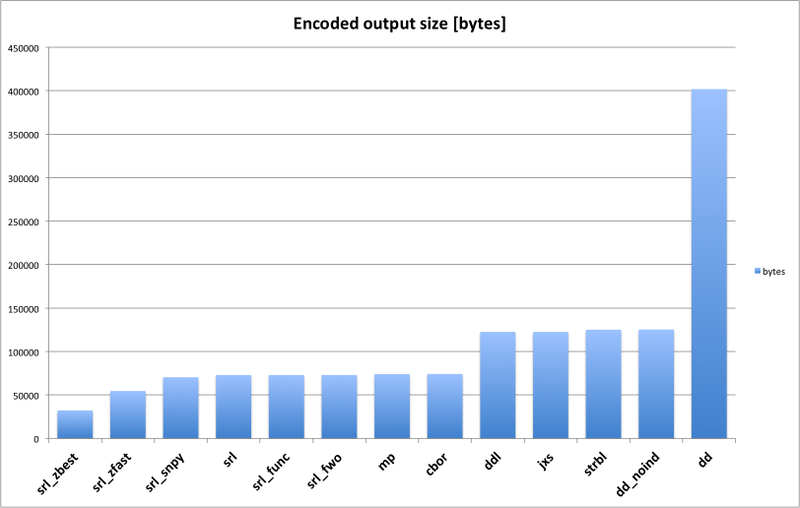 Encoded output size [bytes]
450000
400000
350000
300000
250000
200000
150000
100000
50000
0
bytes
srl_zbest
srl_zfast
srl_snpy
srl
srl_func
srl_fwo
mp
cbor
ddl
jxs
strbl
dd_noind
dd